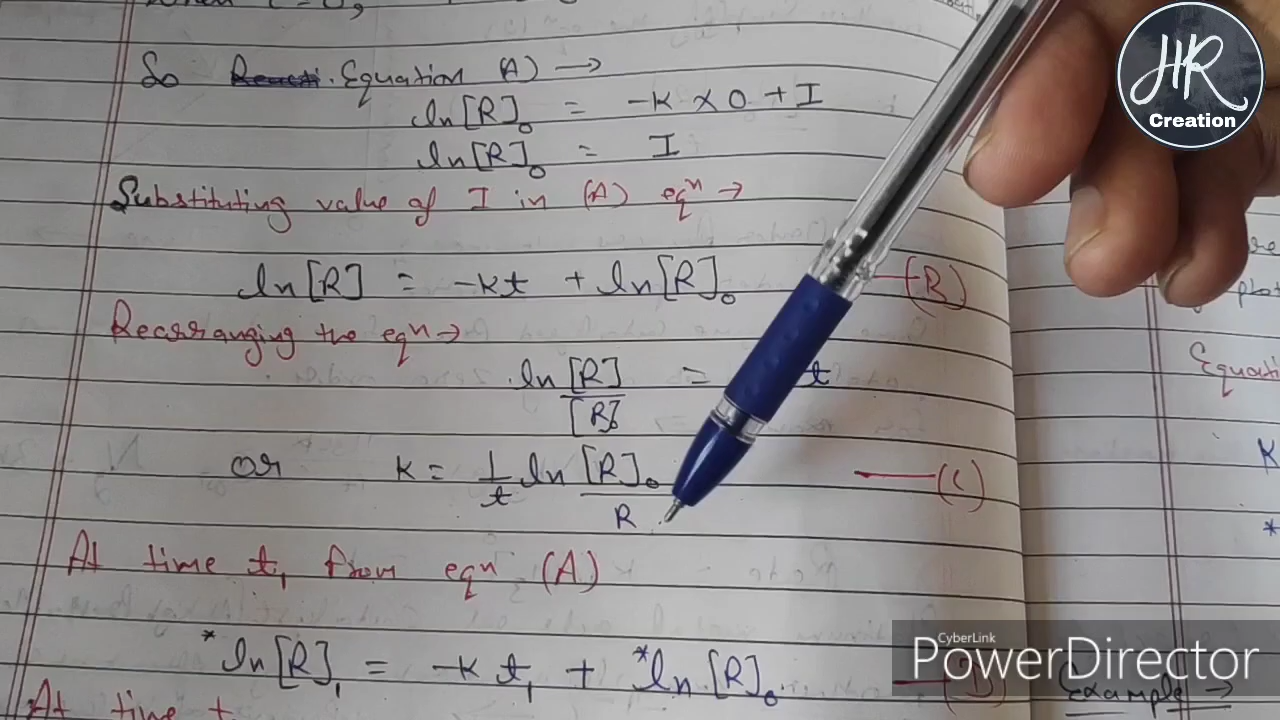 So Equation (A) →
ln[R]₀ = -K × 0 + I
ln[R]₀ = I
Substituting value of I in (A) eqⁿ →
ln[R] = -Kt + ln[R]₀ —(B)
Rearranging the eqⁿ →
ln [R]/[R]₀ = t
or K = 1/t ln [R]₀/R —(C)
At time t₁ from eqⁿ (A)
*ln[R]₁ = -K t₁ + *ln[R]₀ —(D)
At time t
Equati
K
*
Example →
HR
Creation
CyberLink
PowerDirector